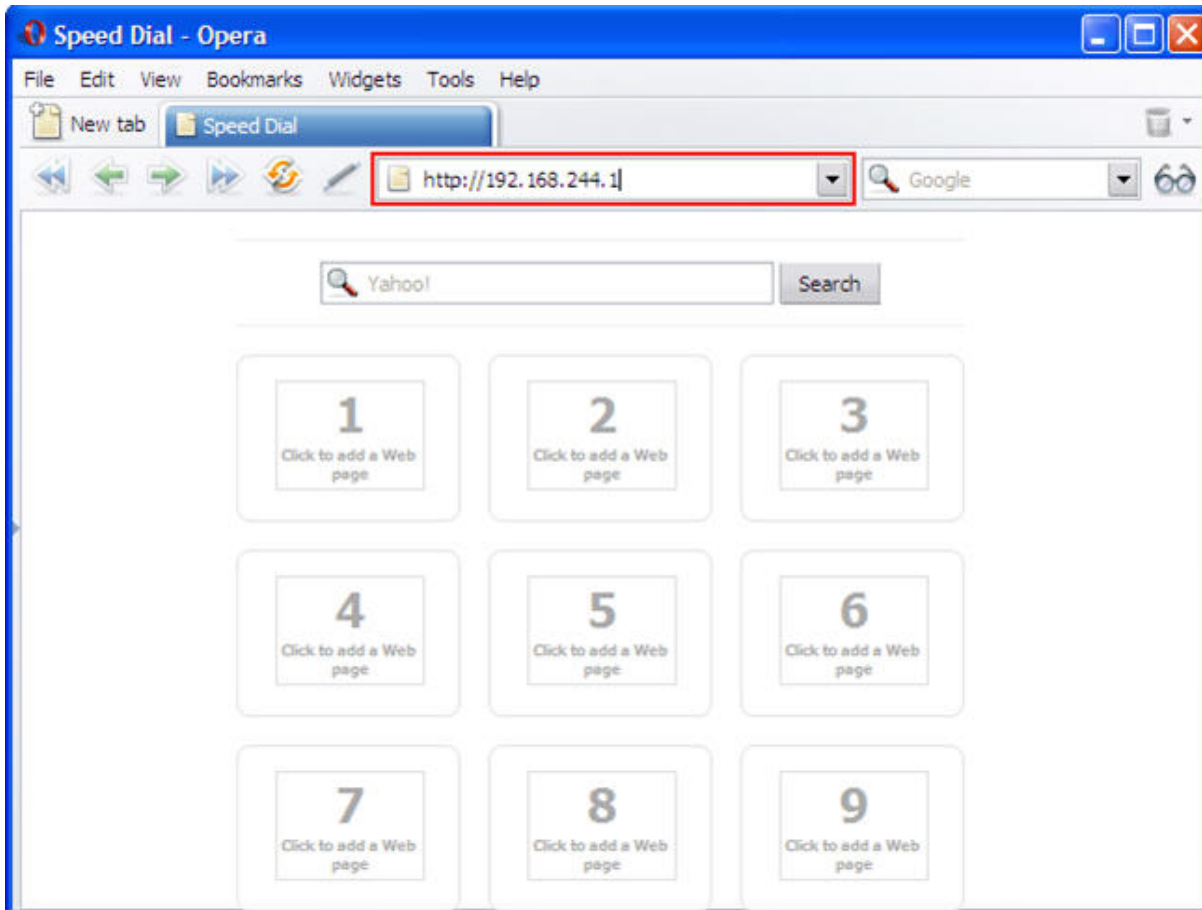 Speed Dial - Opera
File Edit View Bookmarks Widgets Tools Help
New tab Speed Dial
http://192.168.244.1 Google
Yahoo! Search
1 2 3
Click to add a Web page Click to add a Web page Click to add a Web page
4 5 6
Click to add a Web page Click to add a Web page Click to add a Web page
7 8 9
Click to add a Web page Click to add a Web page Click to add a Web page